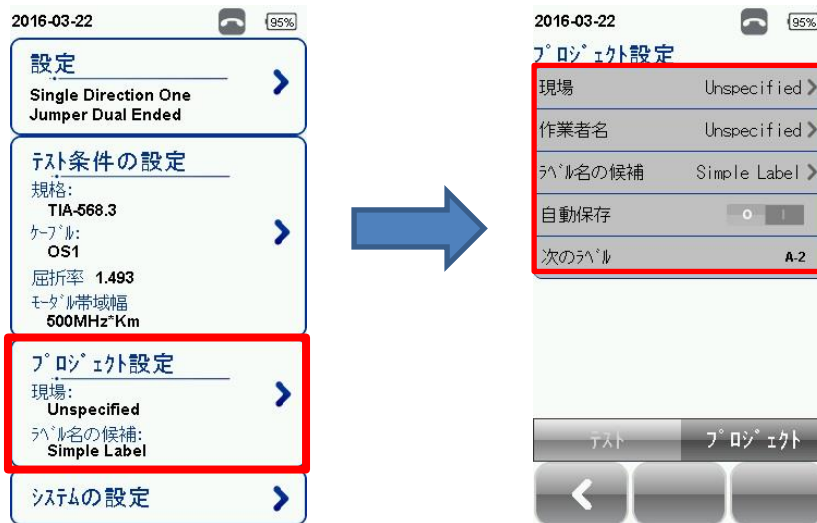 2016-03-22 95%
設定
Single Direction One
Jumper Dual Ended
ﾃｽﾄ条件の設定
規格:
TIA-568.3
ｹｰﾌﾞﾙ:
OS1
屈折率 1.493
ﾓｰﾀﾞﾙ帯域幅
500MHz*Km
ﾌﾟﾛｼﾞｪｸﾄ設定
現場:
Unspecified
ﾗﾍﾞﾙ名の候補:
Simple Label
ｼｽﾃﾑの設定
2016-03-22 95%
ﾌﾟﾛｼﾞｪｸﾄ設定
現場 Unspecified
作業者名 Unspecified
ﾗﾍﾞﾙ名の候補 Simple Label
自動保存 O I
次のﾗﾍﾞﾙ A-2
ﾃｽﾄ ﾌﾟﾛｼﾞｪｸﾄ